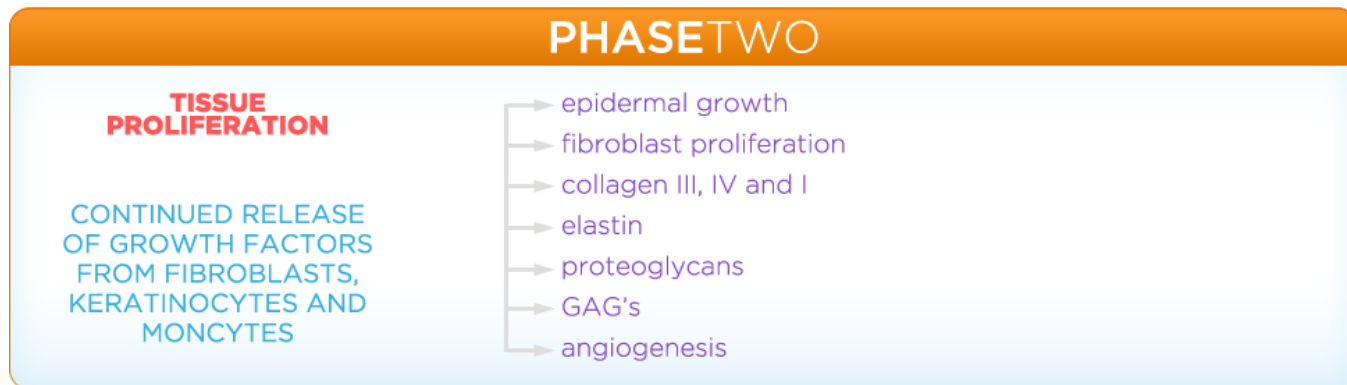 PHASETWO
TISSUE
PROLIFERATION
CONTINUED RELEASE
OF GROWTH FACTORS
FROM FIBROBLASTS,
KERATINOCYTES AND
MONCYTES
epidermal growth
fibroblast proliferation
collagen III, IV and I
elastin
proteoglycans
GAG's
angiogenesis